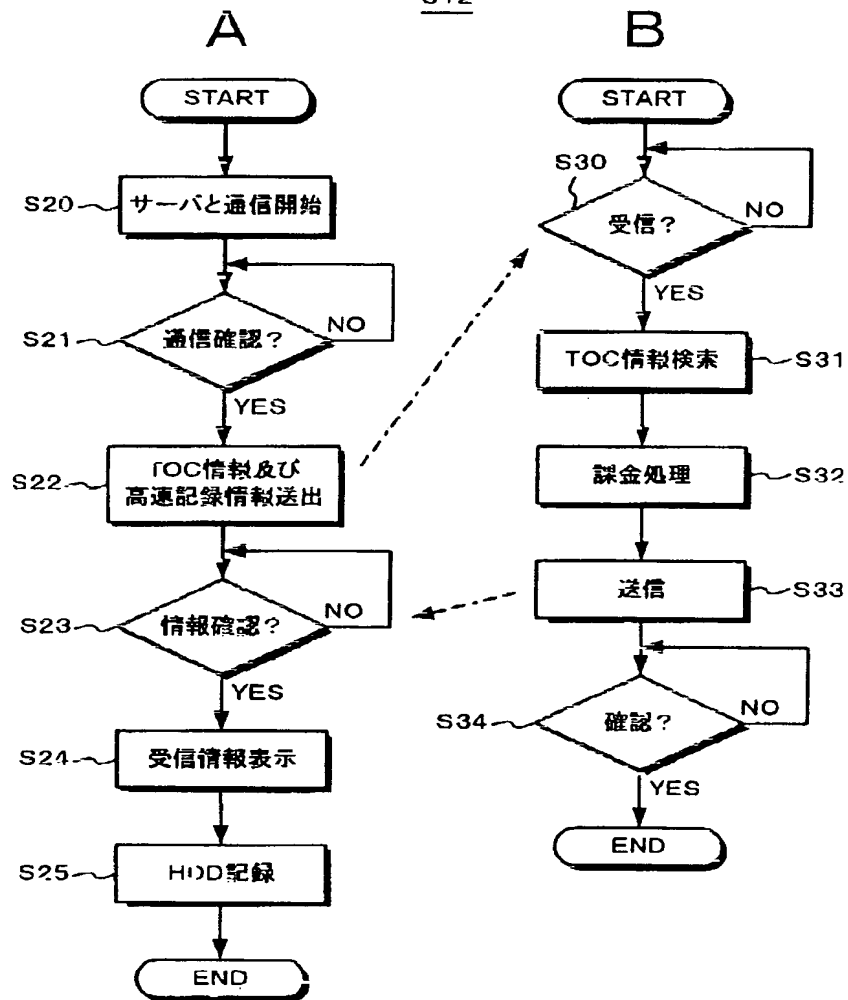 A
START
S20
サーバと通信開始
S21
通信確認?
NO
YES
S22
TOC情報及び
高速記録情報送出
S23
情報確認?
NO
YES
S24
受信情報表示
S25
HDD記録
END
B
START
S30
受信?
NO
YES
TOC情報検索
S31
課金処理
S32
送信
S33
S34
確認?
NO
YES
END